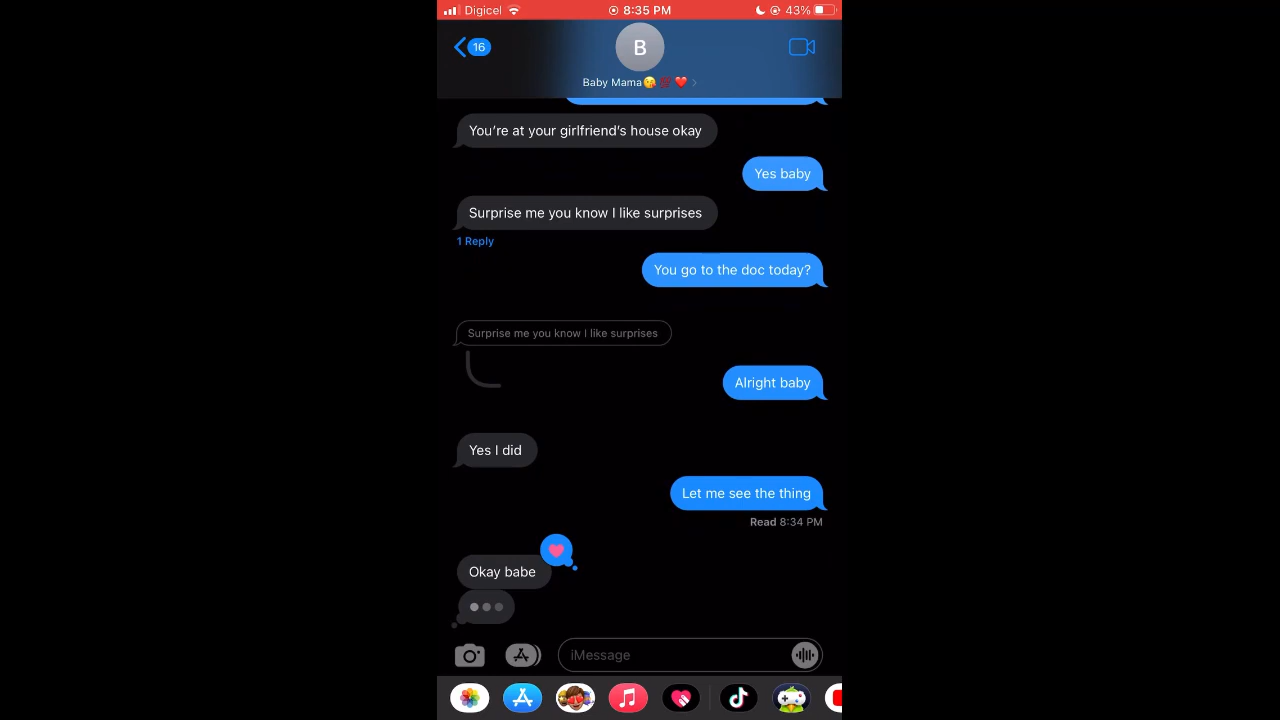 Digicel
8:35 PM
43%
16
B
Baby Mama😘💯❤️ >
You're at your girlfriend's house okay
Yes baby
Surprise me you know I like surprises
1 Reply
You go to the doc today?
Surprise me you know I like surprises
Alright baby
Yes I did
Let me see the thing
Read 8:34 PM
Okay babe
iMessage